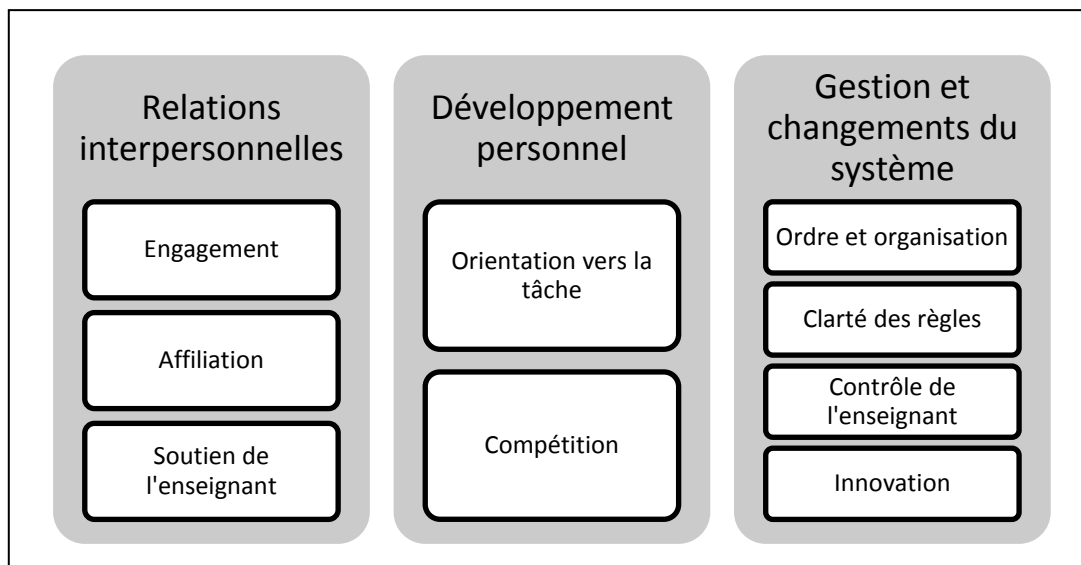 Relations
interpersonnelles
Engagement
Affiliation
Soutien de
l'enseignant
Développement
personnel
Orientation vers la
tâche
Compétition
Gestion et
changements du
système
Ordre et organisation
Clarté des règles
Contrôle de
l'enseignant
Innovation